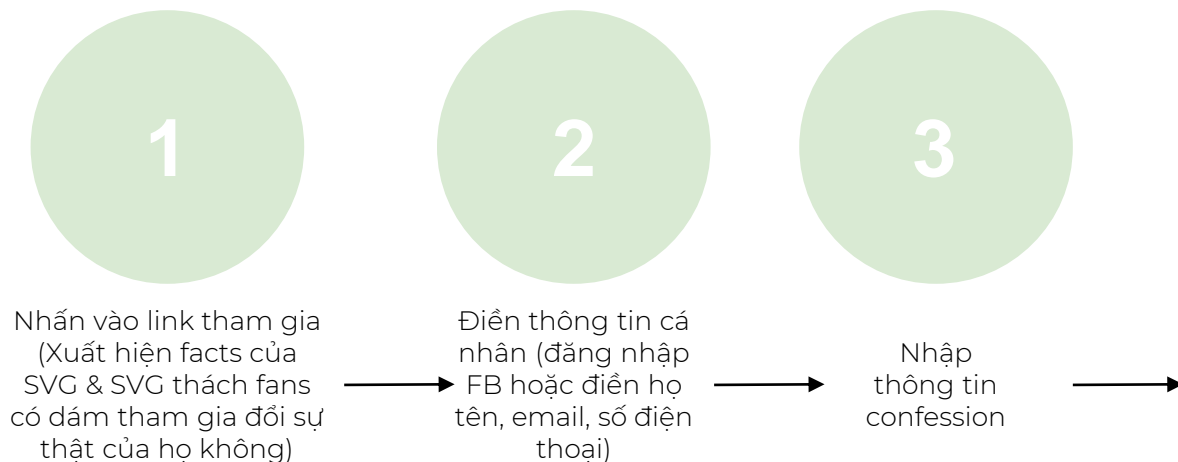 1
2
3
Nhấn vào link tham gia
(Xuất hiện facts của
SVG & SVG thách fans
có dám tham gia đổi sự
thật của họ không)
Điền thông tin cá
nhân (đăng nhập
FB hoặc điền họ
tên, email, số điện
thoại)
Nhập
thông tin
confession